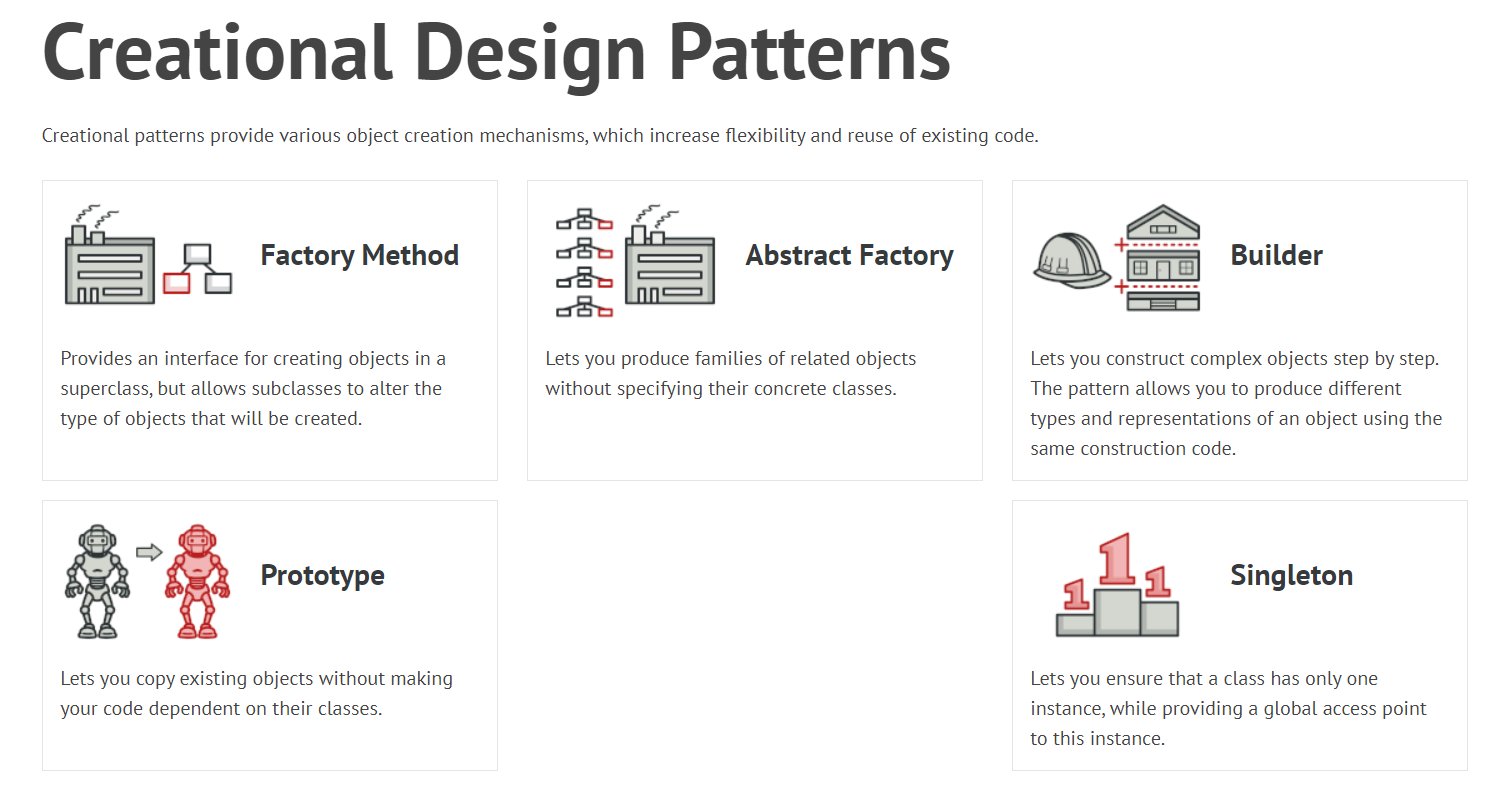 Creational Design Patterns
Creational patterns provide various object creation mechanisms, which increase flexibility and reuse of existing code.
Factory Method
Provides an interface for creating objects in a
superclass, but allows subclasses to alter the
type of objects that will be created.
Abstract Factory
Lets you produce families of related objects
without specifying their concrete classes.
Builder
Lets you construct complex objects step by step.
The pattern allows you to produce different
types and representations of an object using the
same construction code.
Prototype
Lets you copy existing objects without making
your code dependent on their classes.
1 1 1
Singleton
Lets you ensure that a class has only one
instance, while providing a global access point
to this instance.